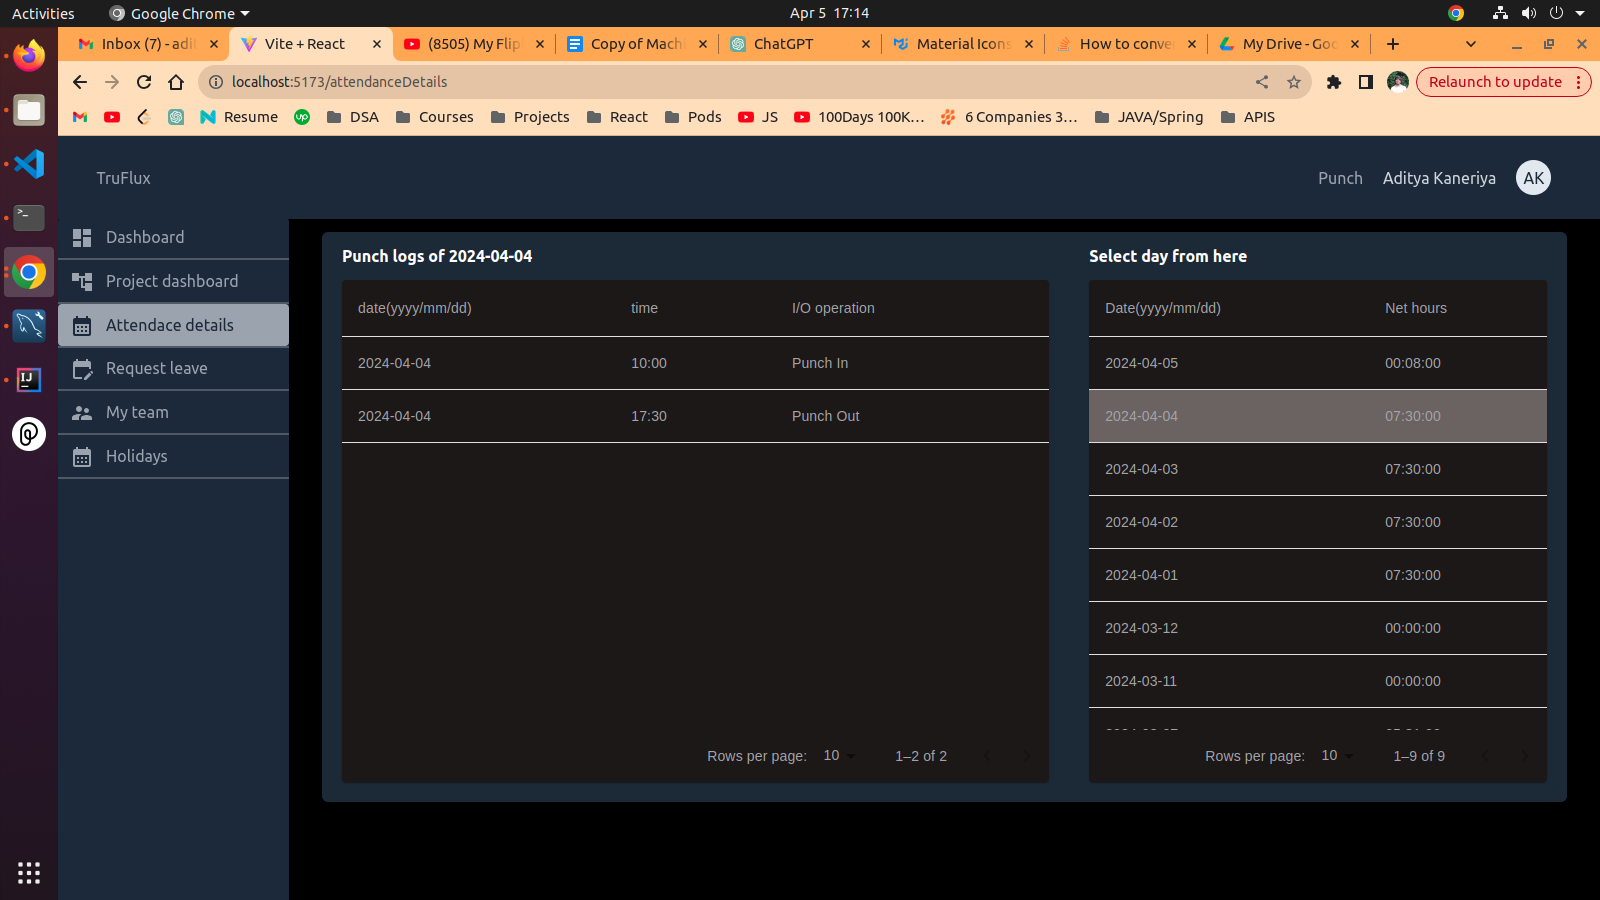 Activities Google Chrome Apr 5 17:14
Inbox (7) - adi Vite + React (8505) My Flip Copy of Mach ChatGPT Material Icons How to conve My Drive - Goo
localhost:5173/attendanceDetails Relaunch to update
Resume DSA Courses Projects React Pods JS 100Days 100K... 6 Companies 3... JAVA/Spring APIS
TruFlux Punch Aditya Kaneriya AK
Dashboard
Project dashboard
Attendace details
Request leave
My team
Holidays
Punch logs of 2024-04-04
date(yyyy/mm/dd) time I/O operation
2024-04-04 10:00 Punch In
2024-04-04 17:30 Punch Out
Rows per page: 10 1–2 of 2
Select day from here
Date(yyyy/mm/dd) Net hours
2024-04-05 00:08:00
2024-04-04 07:30:00
2024-04-03 07:30:00
2024-04-02 07:30:00
2024-04-01 07:30:00
2024-03-12 00:00:00
2024-03-11 00:00:00
Rows per page: 10 1–9 of 9